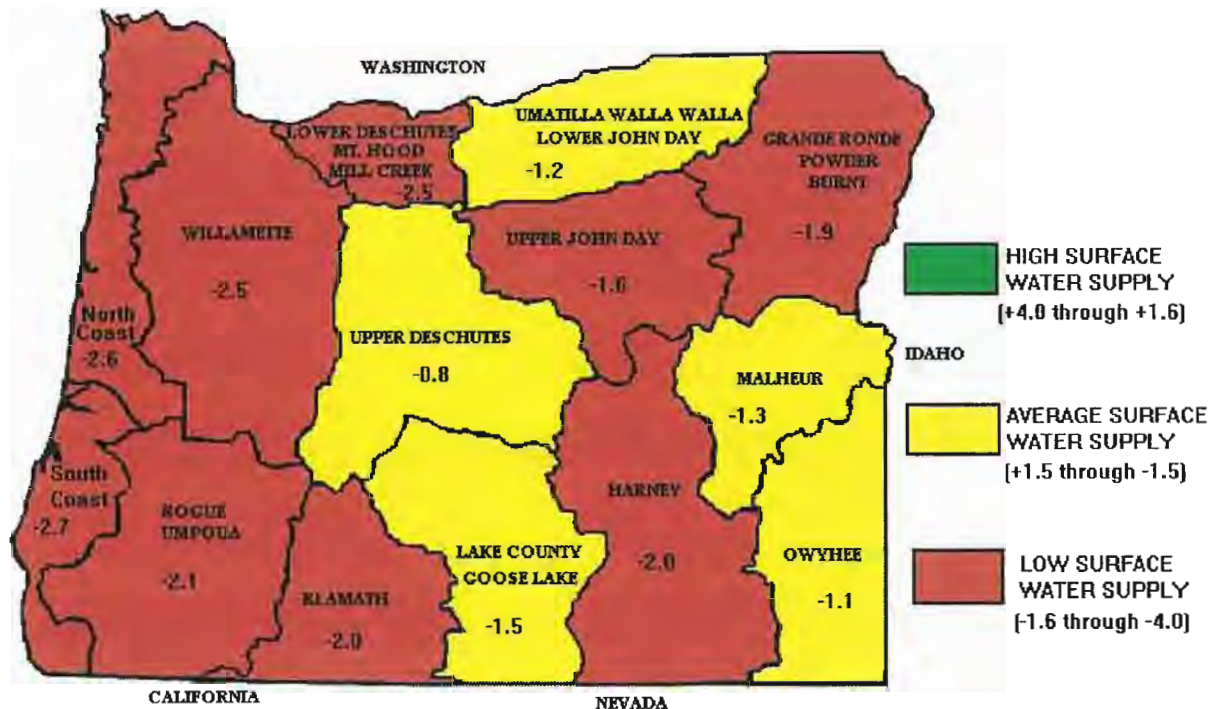 WASHINGTON
UMATILLA WALLA WALLA
LOWER JOHN DAY
-1.2
LOWER DESCHUTES
MT. HOOD
MILL CREEK
-2.5
GRANDE RONDE
POWDER
BURNT
-1.9
WILLAMETTE
-2.5
UPPER JOHN DAY
-1.6
North
Coast
-2.6
UPPER DESCHUTES
-0.8
MALHEUR
-1.3
IDAHO
South
Coast
-2.7
ROGUE
UMPQUA
-2.1
KLAMATH
-2.0
LAKE COUNTY
GOOSE LAKE
-1.5
HARNEY
-2.0
OWYHEE
-1.1
CALIFORNIA
NEVADA
HIGH SURFACE
WATER SUPPLY
(+4.0 through +1.6)
AVERAGE SURFACE
WATER SUPPLY
(+1.5 through -1.5)
LOW SURFACE
WATER SUPPLY
(-1.6 through -4.0)